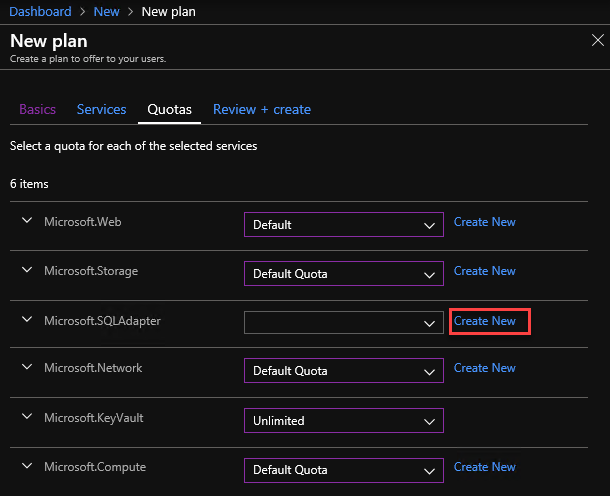 Dashboard > New > New plan
New plan
Create a plan to offer to your users.
Basics Services Quotas Review + create
Select a quota for each of the selected services
6 items
Microsoft.Web Default Create New
Microsoft.Storage Default Quota Create New
Microsoft.SQLAdapter Create New
Microsoft.Network Default Quota Create New
Microsoft.KeyVault Unlimited
Microsoft.Compute Default Quota Create New